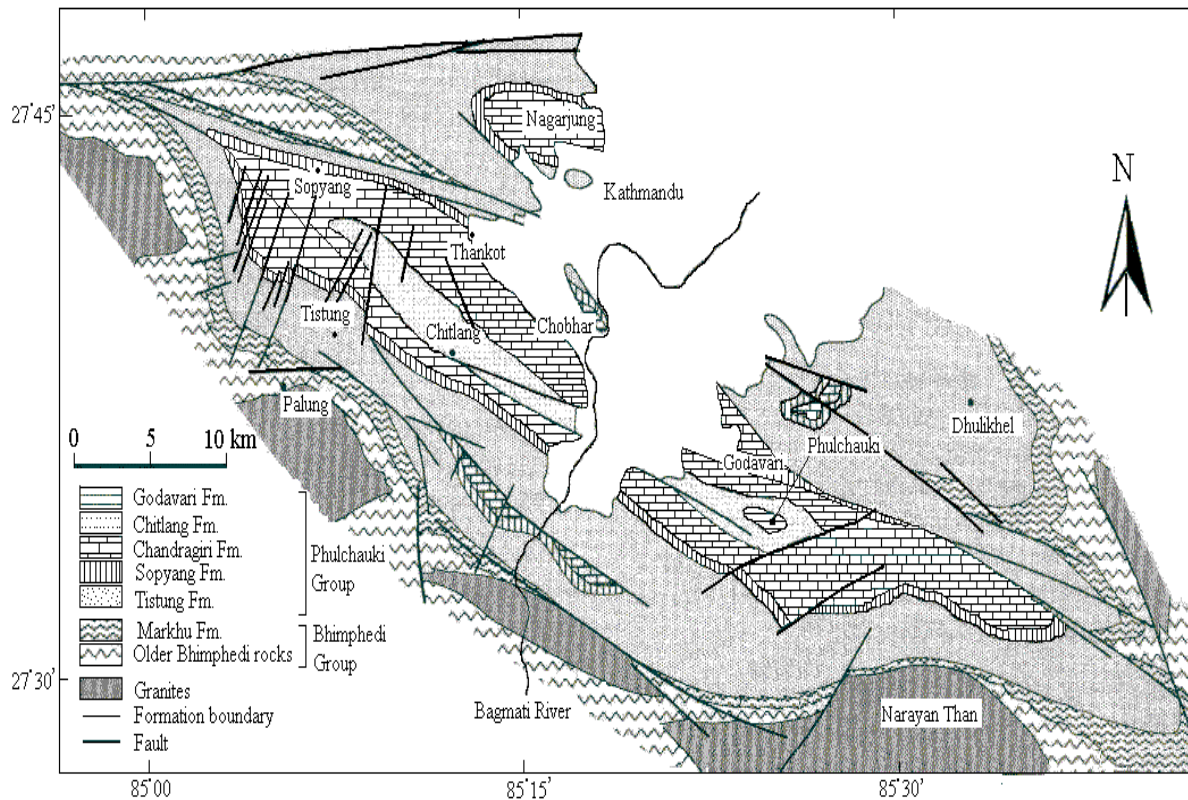 27°45'
Nagarjung
Sopyang
Kathmandu
N
Thankot
Tistung
Chitlang
Chobhar
Palung
Dhulikhel
Phulchauki
Godavari
0 5 10 km
Godavari Fm.
Chitlang Fm.
Chandragiri Fm.
Sopyang Fm.
Tistung Fm.
Phulchauki
Group
Markhu Fm.
Older Bhimphedi rocks
Bhimphedi
Group
Granites
Formation boundary
Fault
27°30'
Bagmati River
Narayan Than
85°00 85°15' 85°30'